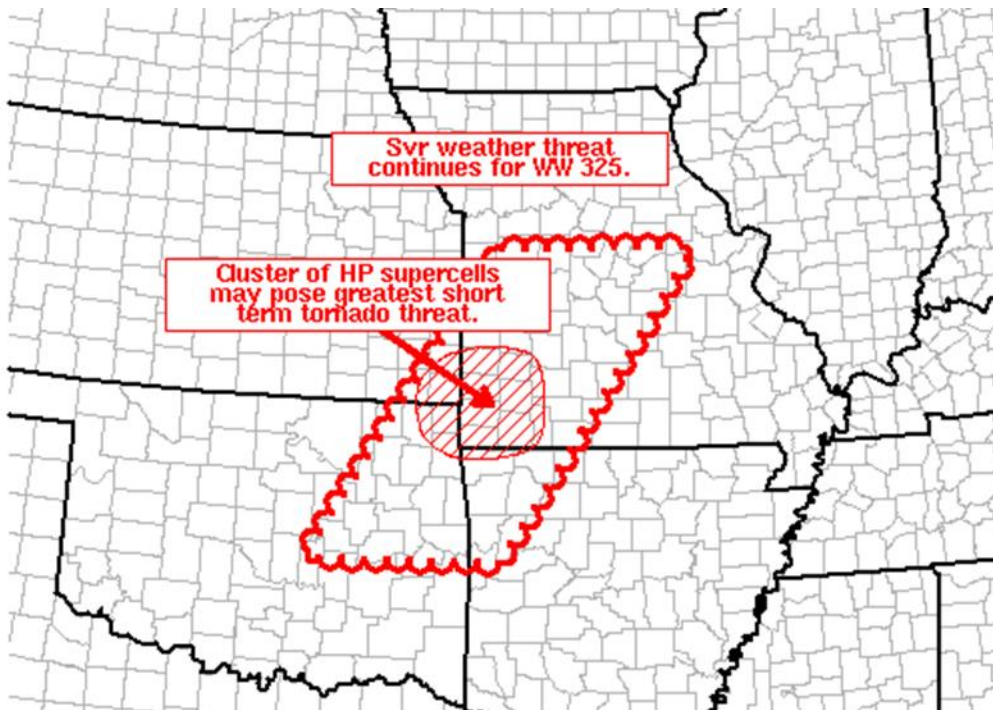 Svr weather threat
continues for WW 325.
Cluster of HP supercells
may pose greatest short
term tornado threat.